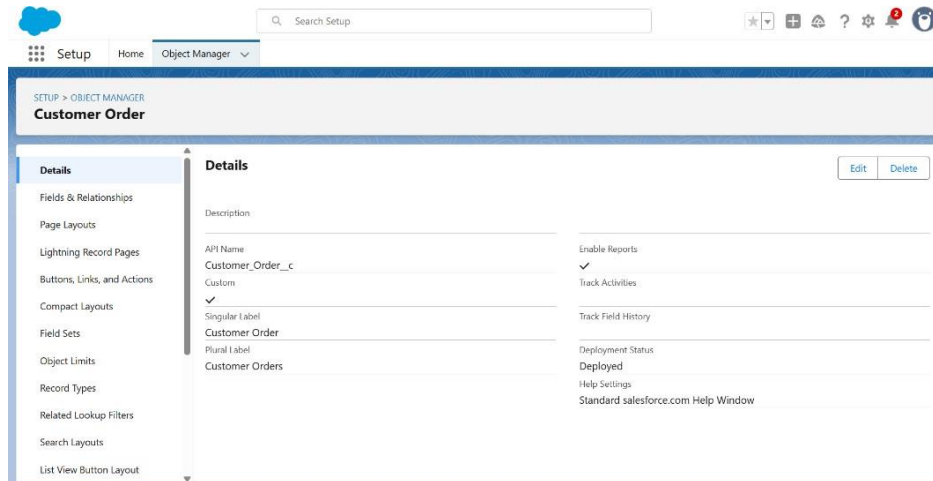 Search Setup
2
Setup Home Object Manager
SETUP > OBJECT MANAGER
Customer Order
Details
Fields & Relationships
Page Layouts
Lightning Record Pages
Buttons, Links, and Actions
Compact Layouts
Field Sets
Object Limits
Record Types
Related Lookup Filters
Search Layouts
List View Button Layout
Details
Edit Delete
Description
API Name
Customer_Order__c
Custom
Singular Label
Customer Order
Plural Label
Customer Orders
Enable Reports
Track Activities
Track Field History
Deployment Status
Deployed
Help Settings
Standard salesforce.com Help Window